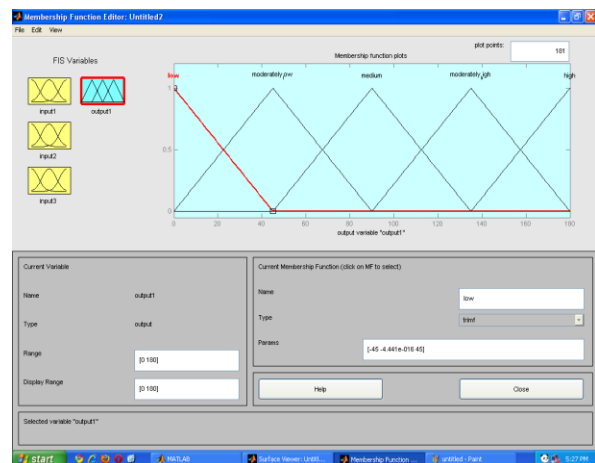 Membership Function Editor: Untitled2
File Edit View
FIS Variables
input1
output1
input2
input3
plot points:
101
Membership function plots
low
moderately_low
medium
moderately_high
high
1
0.5
0
0 20 40 60 80 100 120 140 160 180
output variable "output1"
Current Variable
Name output1
Type output
Range [0 180]
Display Range [0 180]
Current Membership Function (click on MF to select)
Name low
Type trimf
Params [-45 -4.441e-016 45]
Help
Close
Selected variable "output1"
start
MATLAB
Surface Viewer: Untitl...
Membership Function ...
untitled - Paint
5:27 PM